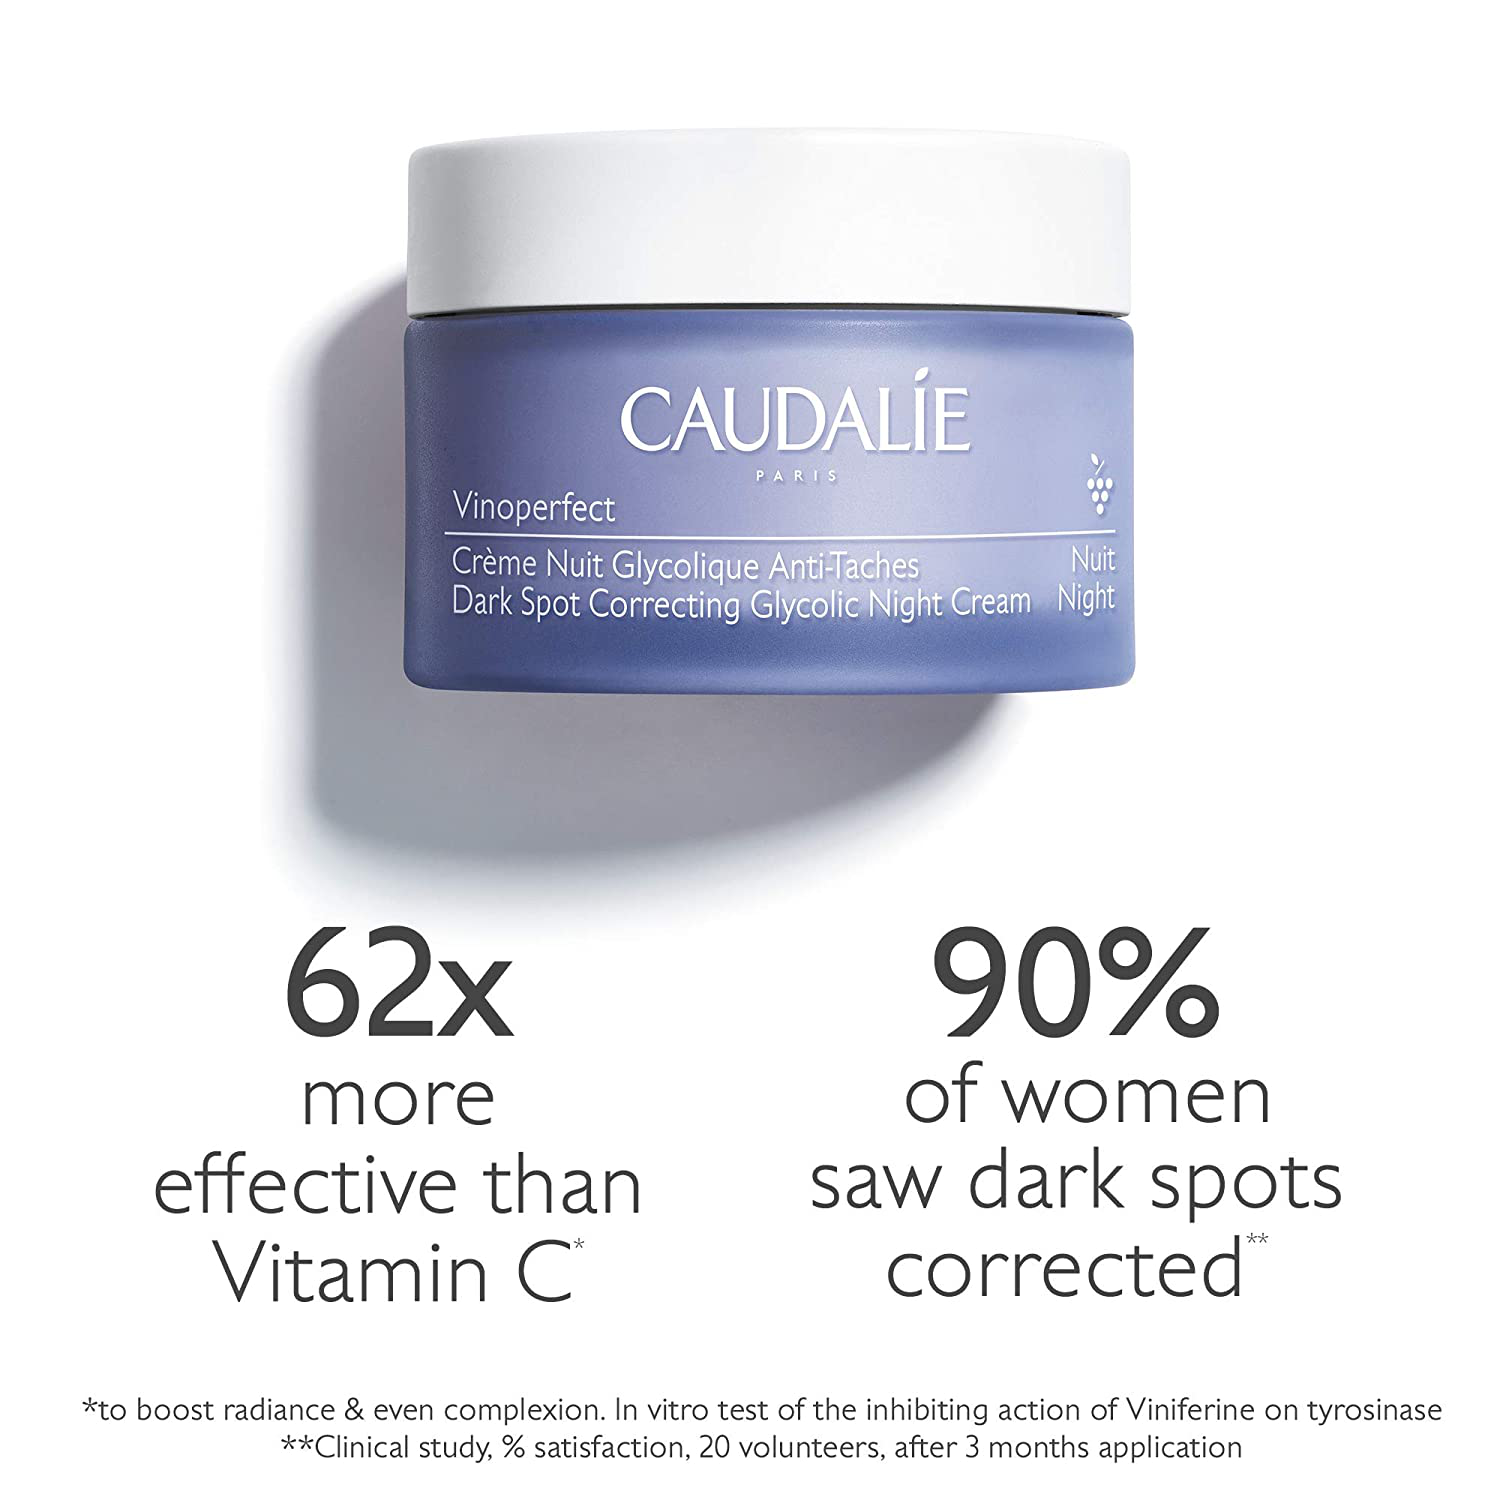 CAUDALÍE
PARIS
Vinoperfect
Crème Nuit Glycolique Anti-Taches Nuit
Dark Spot Correcting Glycolic Night Cream Night
62x
more
effective than
Vitamin C*
90%
of women
saw dark spots
corrected**
*to boost radiance & even complexion. In vitro test of the inhibiting action of Viniferine on tyrosinase
**Clinical study, % satisfaction, 20 volunteers, after 3 months application